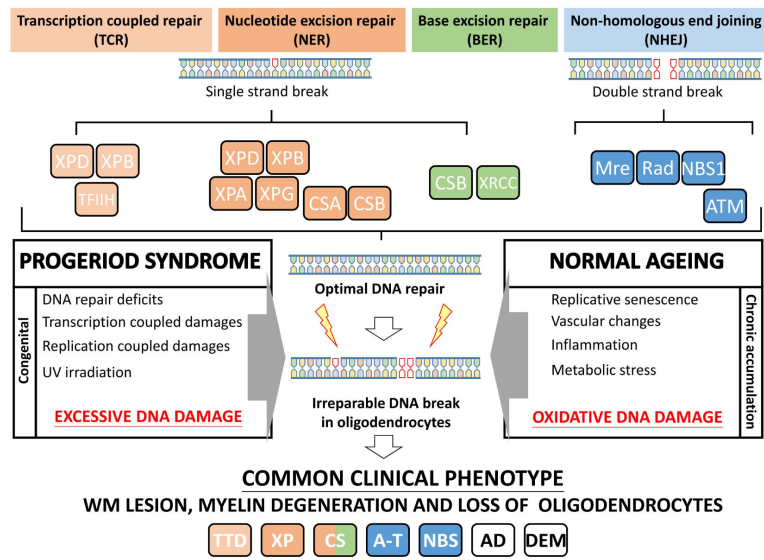 Transcription coupled repair
(TCR)
Nucleotide excision repair
(NER)
Base excision repair
(BER)
Non-homologous end joining
(NHEJ)
Single strand break
Double strand break
XPD XPB
TFIIH
XPD XPB
XPA XPG
CSA CSB
CSB XRCC
Mre Rad NBS1
ATM
PROGERIOD SYNDROME
Congenital
DNA repair deficits
Transcription coupled damages
Replication coupled damages
UV irradiation
EXCESSIVE DNA DAMAGE
Optimal DNA repair
Irreparable DNA break
in oligodendrocytes
NORMAL AGEING
Replicative senescence
Vascular changes
Inflammation
Metabolic stress
OXIDATIVE DNA DAMAGE
Chronic accumulation
COMMON CLINICAL PHENOTYPE
WM LESION, MYELIN DEGENERATION AND LOSS OF OLIGODENDROCYTES
TTD XP CS A-T NBS AD DEM